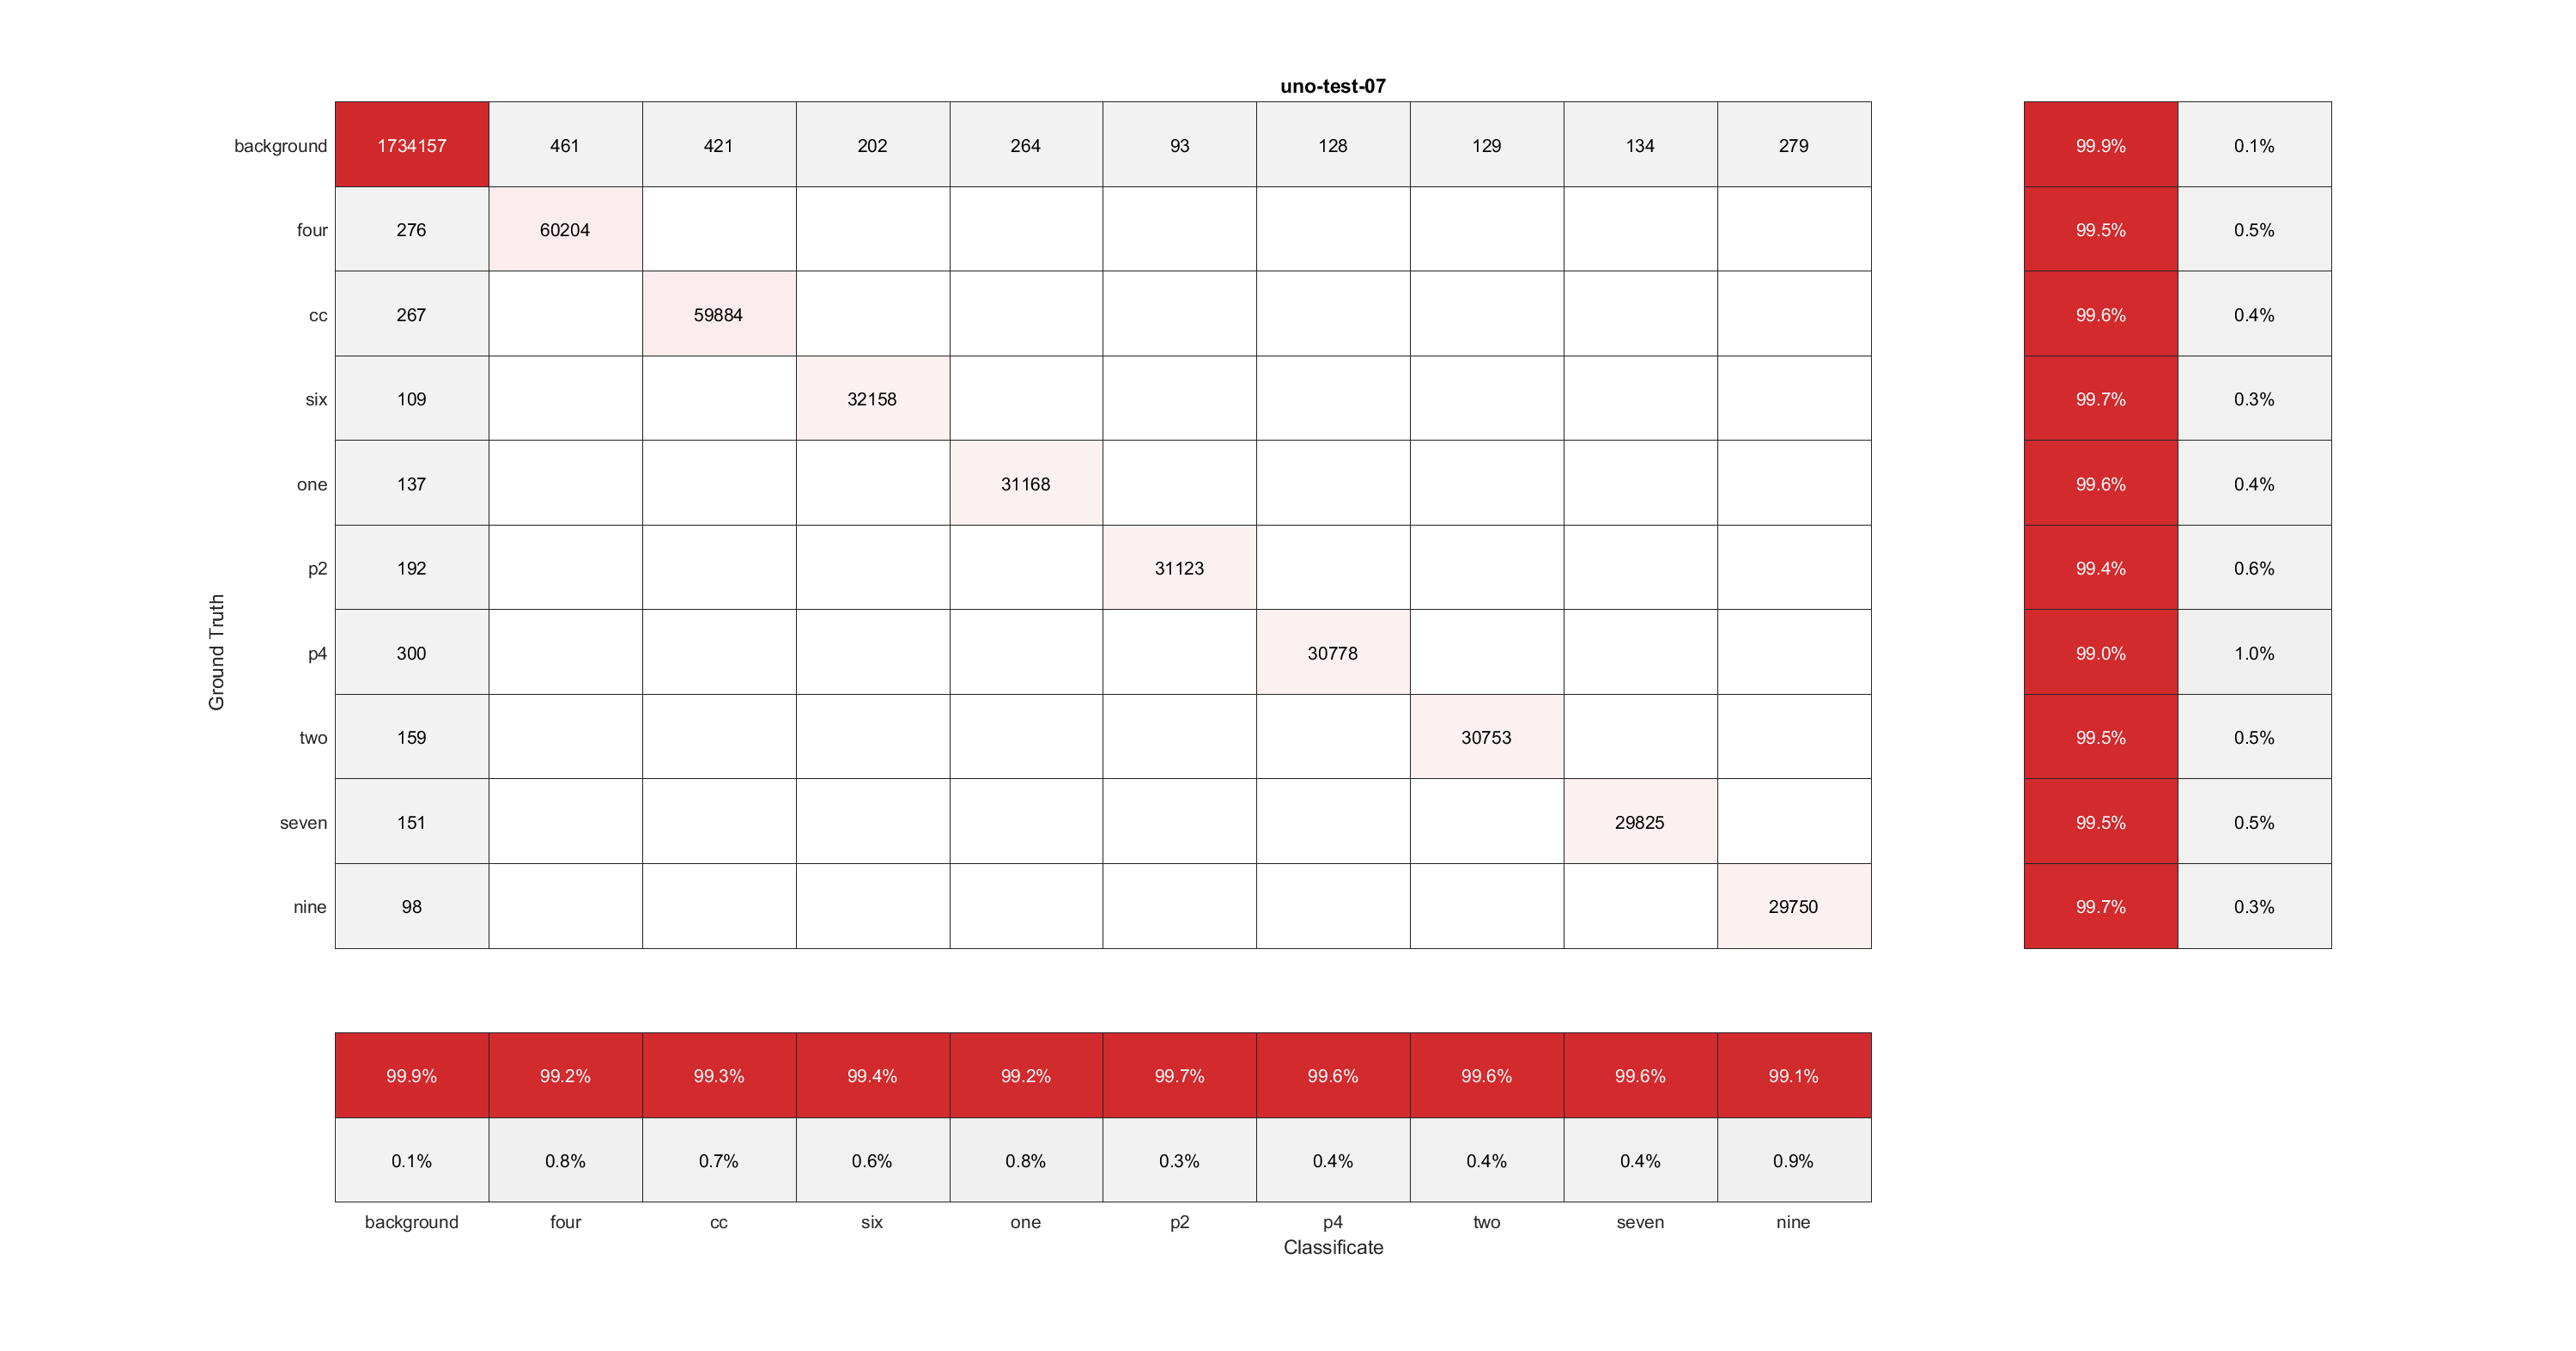 uno-test-07
background 1734157 461 421 202 264 93 128 129 134 279 99.9% 0.1%
four 276 60204 99.5% 0.5%
cc 267 59884 99.6% 0.4%
six 109 32158 99.7% 0.3%
one 137 31168 99.6% 0.4%
p2 192 31123 99.4% 0.6%
p4 300 30778 99.0% 1.0%
two 159 30753 99.5% 0.5%
seven 151 29825 99.5% 0.5%
nine 98 29750 99.7% 0.3%
Ground Truth
99.9% 99.2% 99.3% 99.4% 99.2% 99.7% 99.6% 99.6% 99.6% 99.1%
0.1% 0.8% 0.7% 0.6% 0.8% 0.3% 0.4% 0.4% 0.4% 0.9%
background four cc six one p2 p4 two seven nine
Classificate